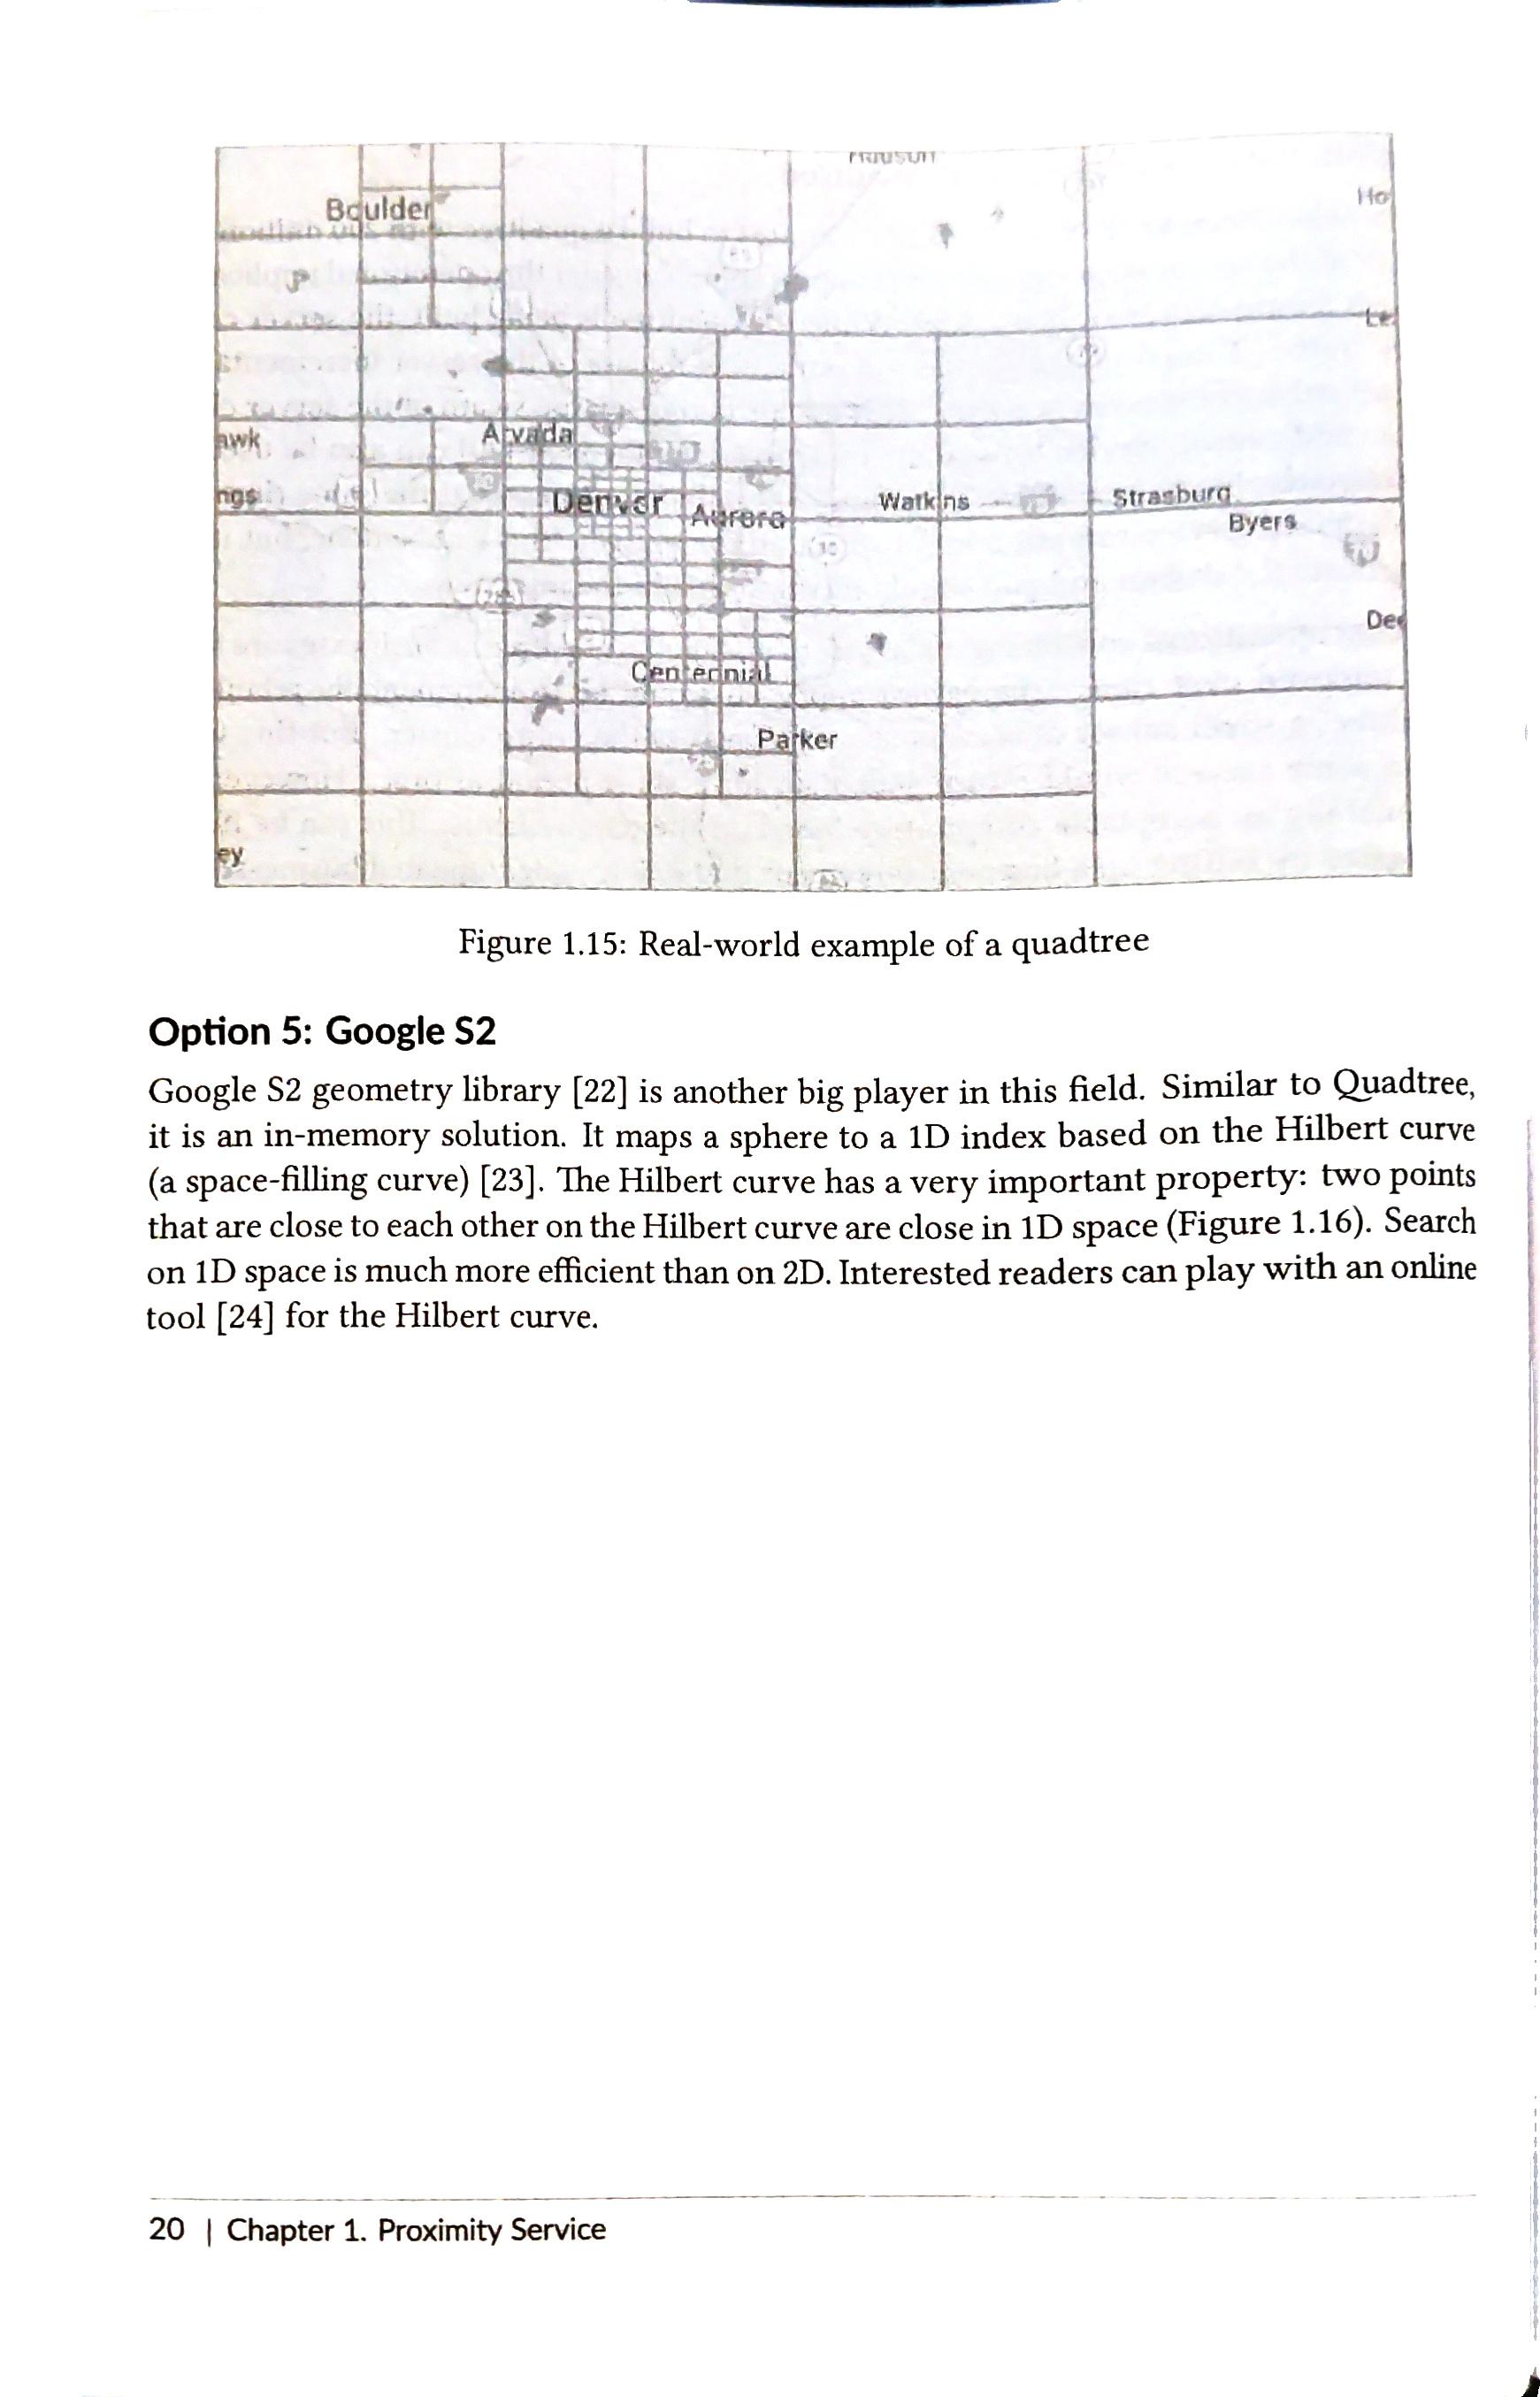 Boulder
Ho
Arvada
awk
ngs
Denver
Aurora
Watkins
Strasburg
Byers
Centennial
Parker
ey
Figure 1.15: Real-world example of a quadtree
Option 5: Google S2
Google S2 geometry library [22] is another big player in this field. Similar to Quadtree,
it is an in-memory solution. It maps a sphere to a 1D index based on the Hilbert curve
(a space-filling curve) [23]. The Hilbert curve has a very important property: two points
that are close to each other on the Hilbert curve are close in 1D space (Figure 1.16). Search
on 1D space is much more efficient than on 2D. Interested readers can play with an online
tool [24] for the Hilbert curve.
20 | Chapter 1. Proximity Service